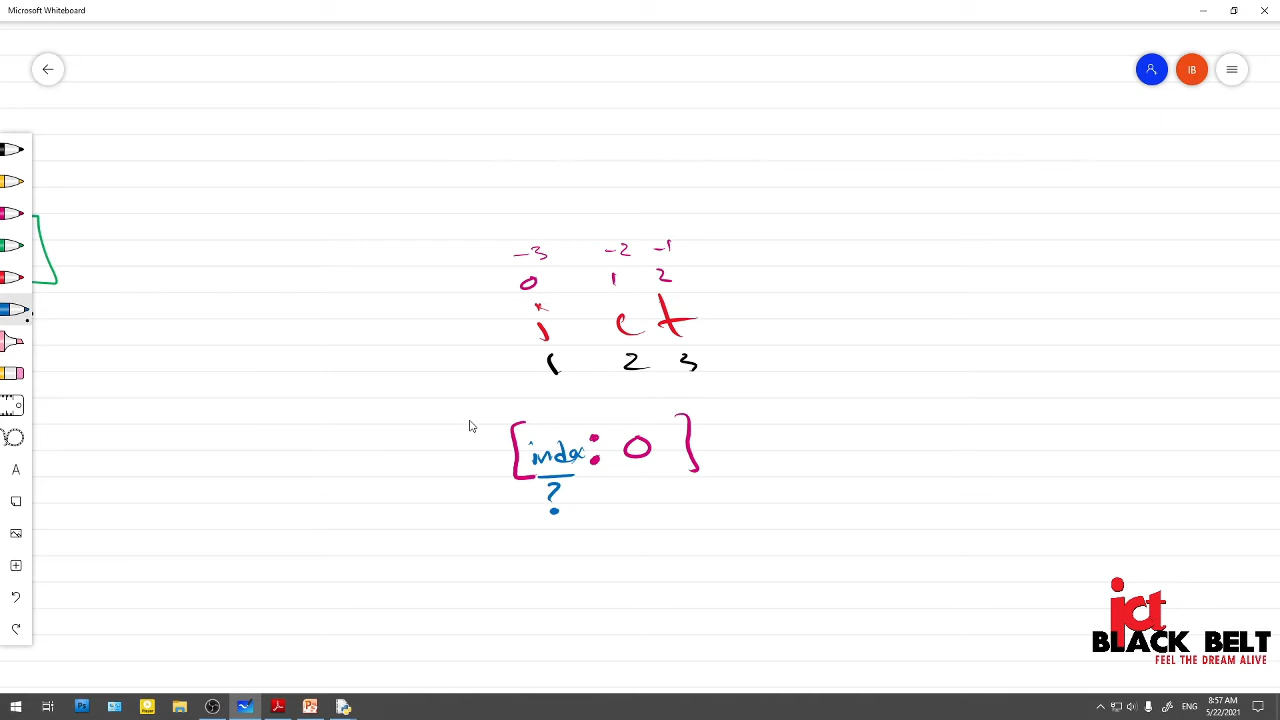 Microsoft Whiteboard
IB
-3 -2 -1
0 1 2
i c t
1 2 3
[index: 0 ]
?
A
ict
BLACK BELT
FEEL THE DREAM ALIVE
ENG
8:57 AM
5/22/2021